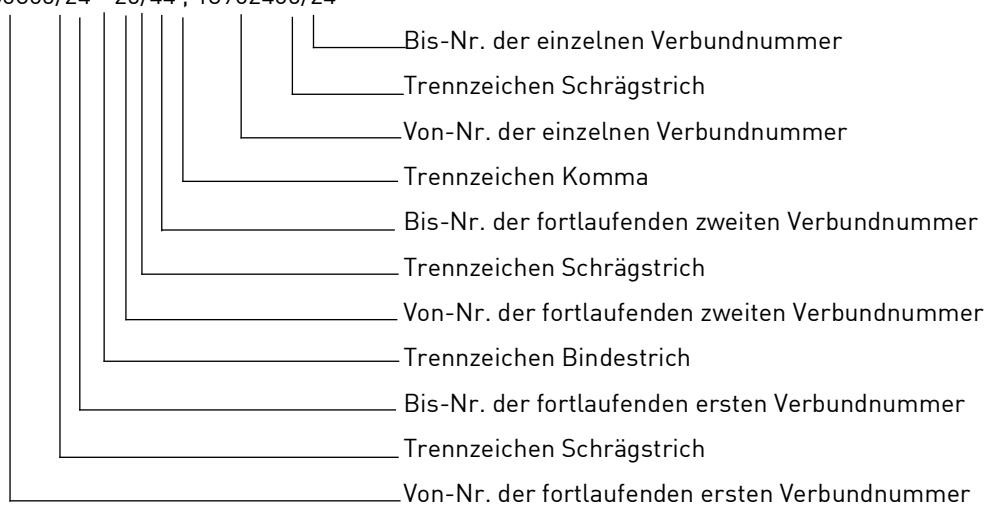 Bis-Nr. der einzelnen Verbundnummer
Trennzeichen Schrägstrich
Von-Nr. der einzelnen Verbundnummer
Trennzeichen Komma
Bis-Nr. der fortlaufenden zweiten Verbundnummer
Trennzeichen Schrägstrich
Von-Nr. der fortlaufenden zweiten Verbundnummer
Trennzeichen Bindestrich
Bis-Nr. der fortlaufenden ersten Verbundnummer
Trennzeichen Schrägstrich
Von-Nr. der fortlaufenden ersten Verbundnummer